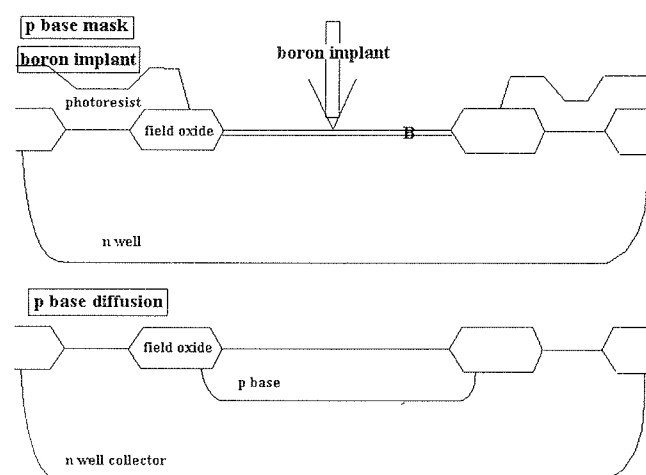 p base mask
boron implant
boron implant
photoresist
field oxide
B
n well
p base diffusion
field oxide
p base
n well collector